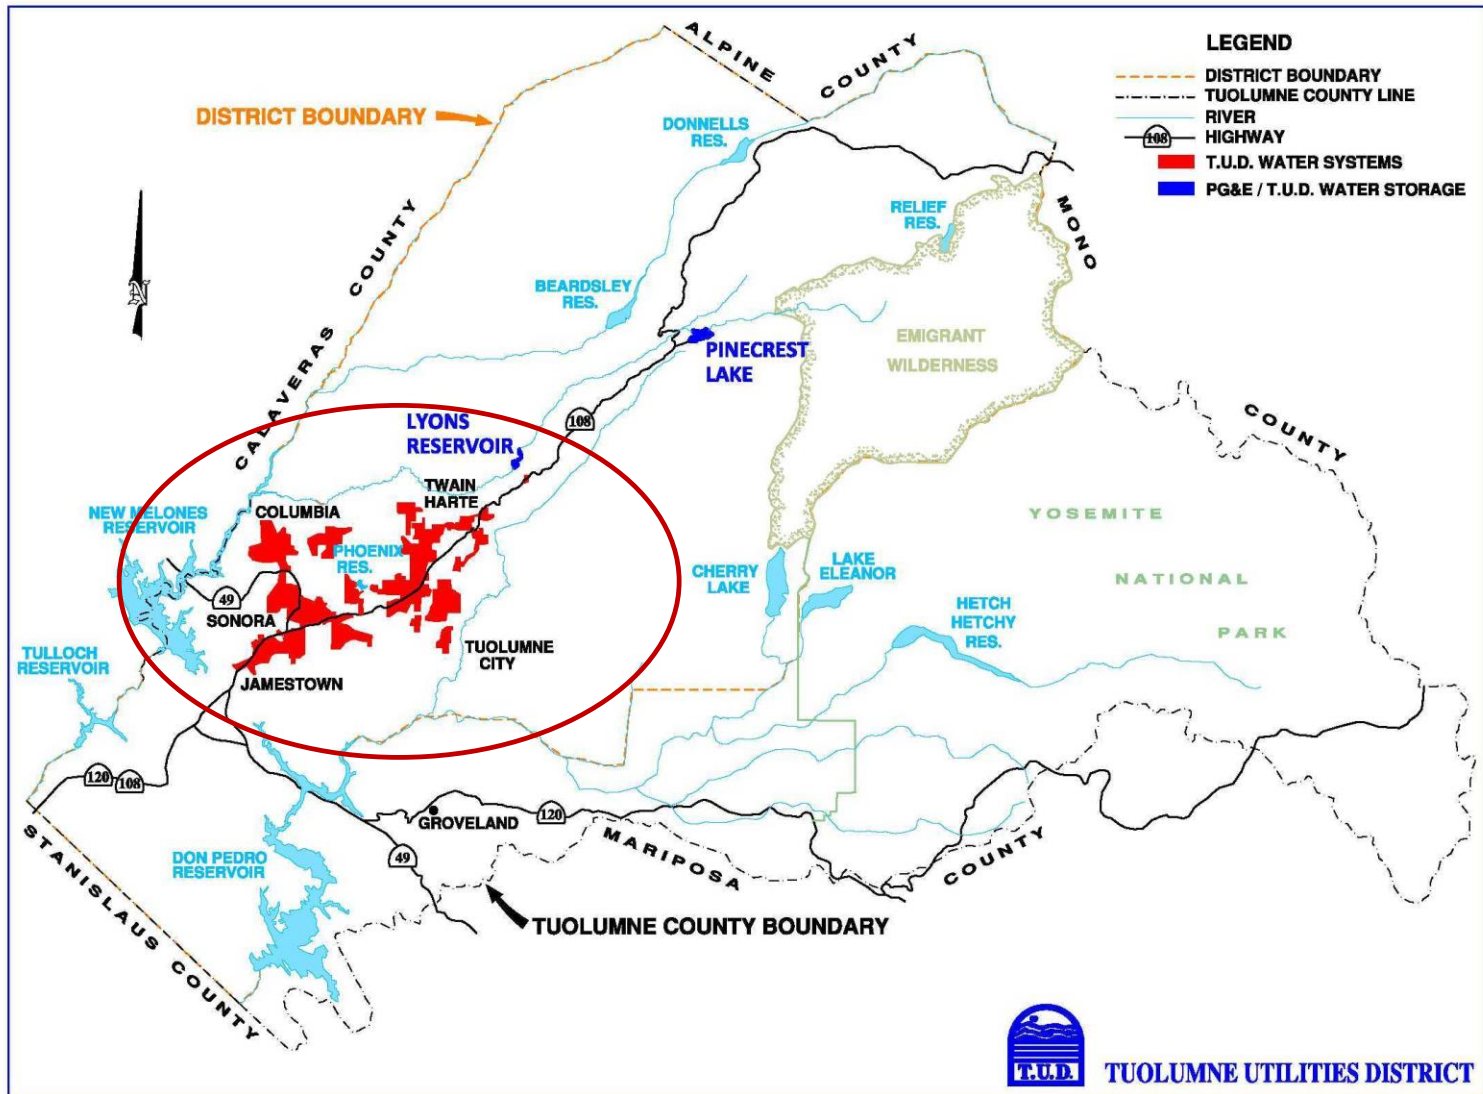 ALPINE
COUNTY
LEGEND
DISTRICT BOUNDARY
TUOLUMNE COUNTY LINE
RIVER
108
HIGHWAY
T.U.D. WATER SYSTEMS
PG&E / T.U.D. WATER STORAGE
DISTRICT BOUNDARY
DONNELLS
RES.
N
CALAVERAS
COUNTY
RELIEF
RES.
MONO
COUNTY
BEARDSLEY
RES.
PINECREST
LAKE
EMIGRANT
WILDERNESS
LYONS
RESERVOIR
108
TWAIN
HARTE
COLUMBIA
NEW MELONES
RESERVOIR
PHOENIX
RES.
49
SONORA
TUOLUMNE
CITY
JAMESTOWN
TULLOCH
RESERVOIR
CHERRY
LAKE
LAKE
ELEANOR
YOSEMITE
NATIONAL
PARK
HETCH
HETCHY
RES.
120
108
GROVELAND
120
49
DON PEDRO
RESERVOIR
MARIPOSA
COUNTY
STANISLAUS COUNTY
TUOLUMNE COUNTY BOUNDARY
T.U.D.
TUOLUMNE UTILITIES DISTRICT